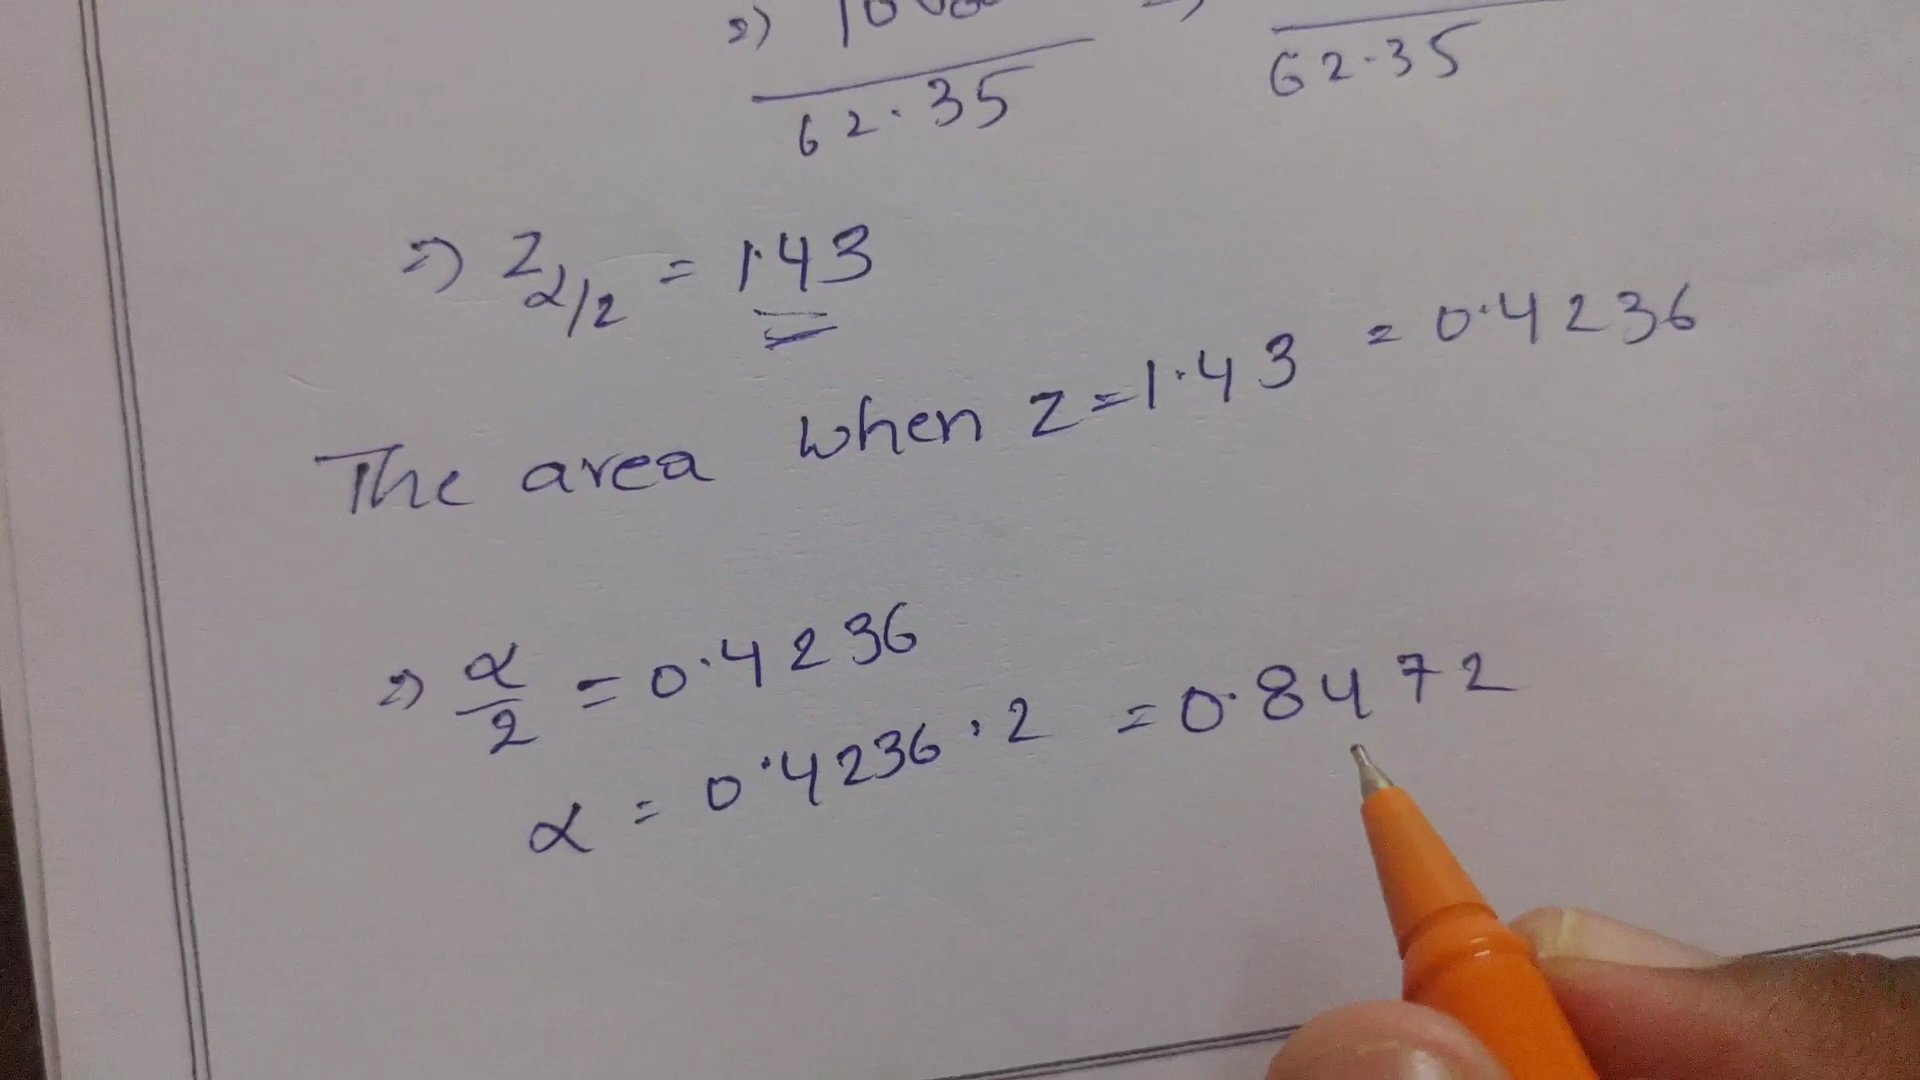 62.35 62.35
⇒ Z α/2 = 1.43
The area when z = 1.43 = 0.4236
⇒ α/2 = 0.4236
α = 0.4236 . 2 = 0.8472